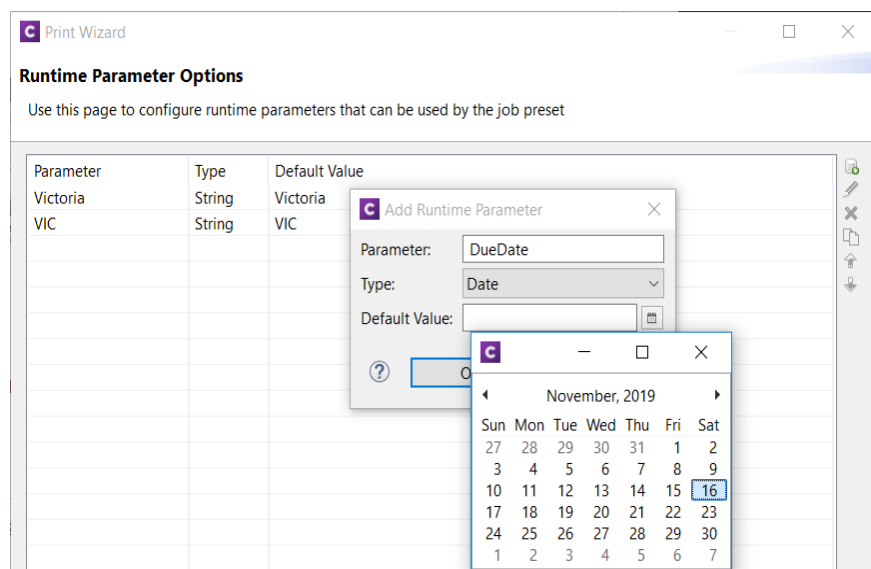 Print Wizard
Runtime Parameter Options
Use this page to configure runtime parameters that can be used by the job preset
Parameter Type Default Value
Victoria String Victoria
VIC String VIC
Add Runtime Parameter
Parameter: DueDate
Type: Date
Default Value:
November, 2019
Sun Mon Tue Wed Thu Fri Sat
27 28 29 30 31 1 2
3 4 5 6 7 8 9
10 11 12 13 14 15 16
17 18 19 20 21 22 23
24 25 26 27 28 29 30
1 2 3 4 5 6 7